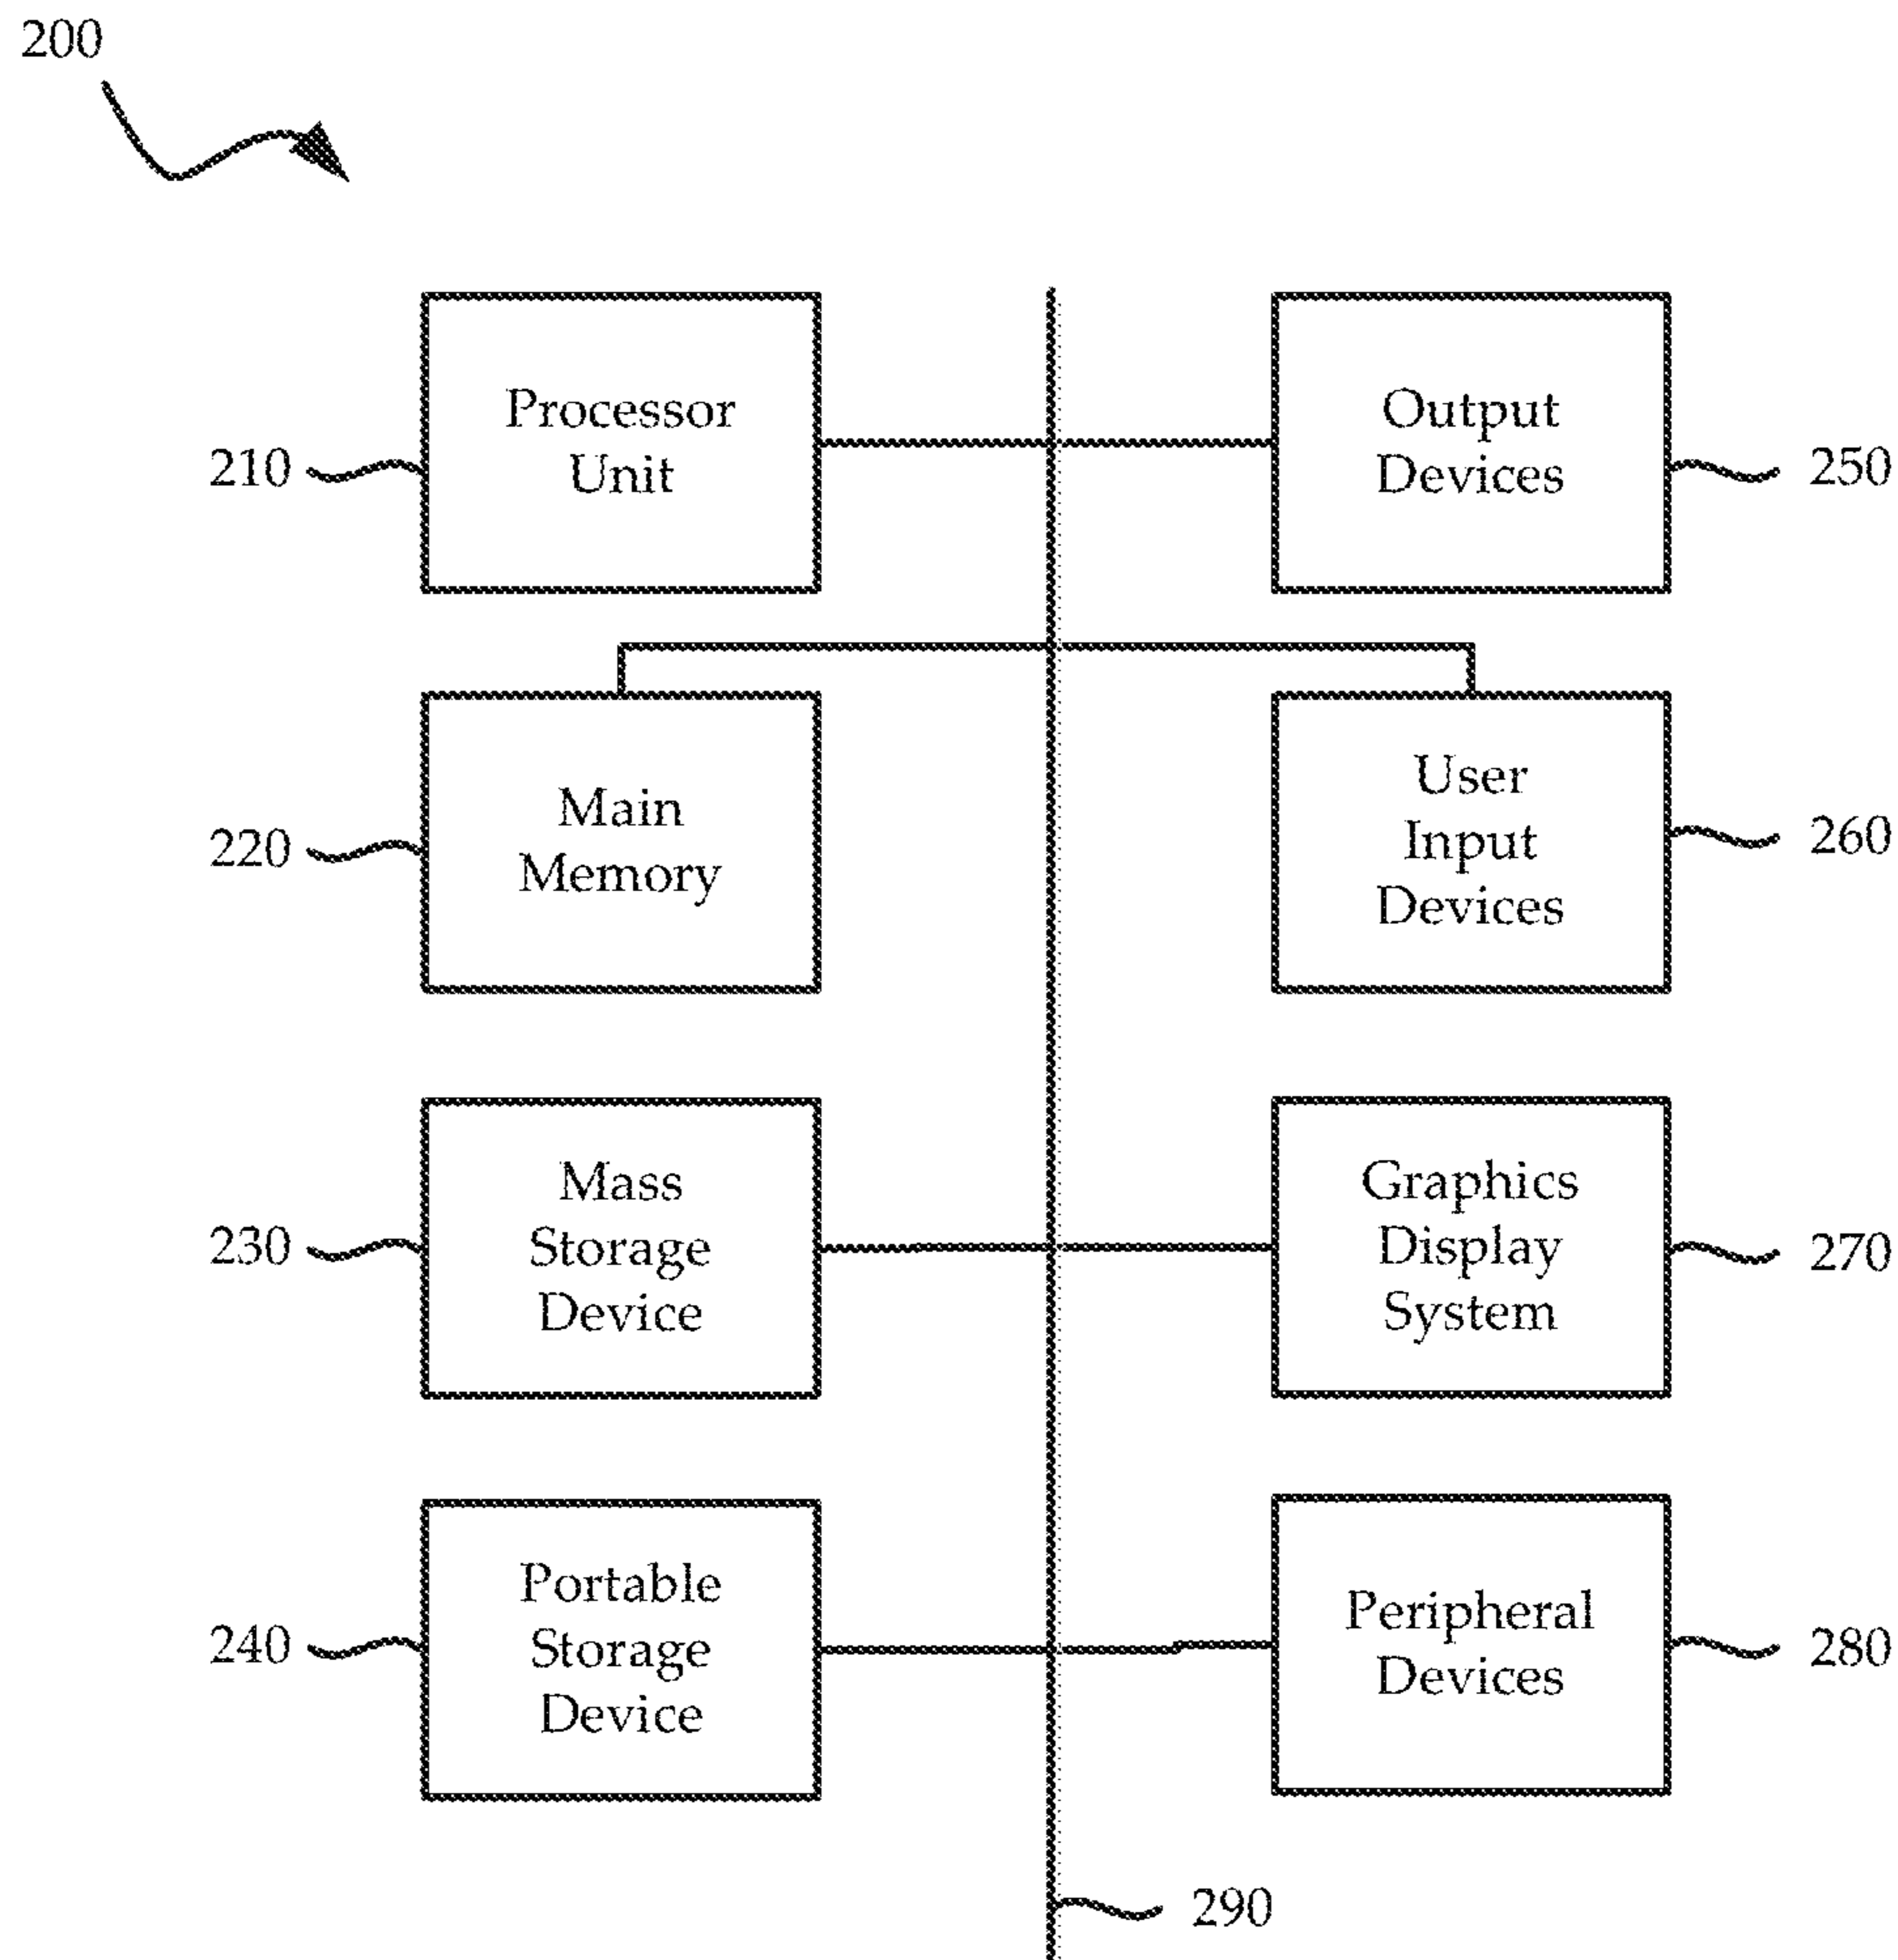 200
Processor
Unit
210
Output
Devices
250
Main
Memory
220
User
Input
Devices
260
Mass
Storage
Device
230
Graphics
Display
System
270
Portable
Storage
Device
240
Peripheral
Devices
280
290